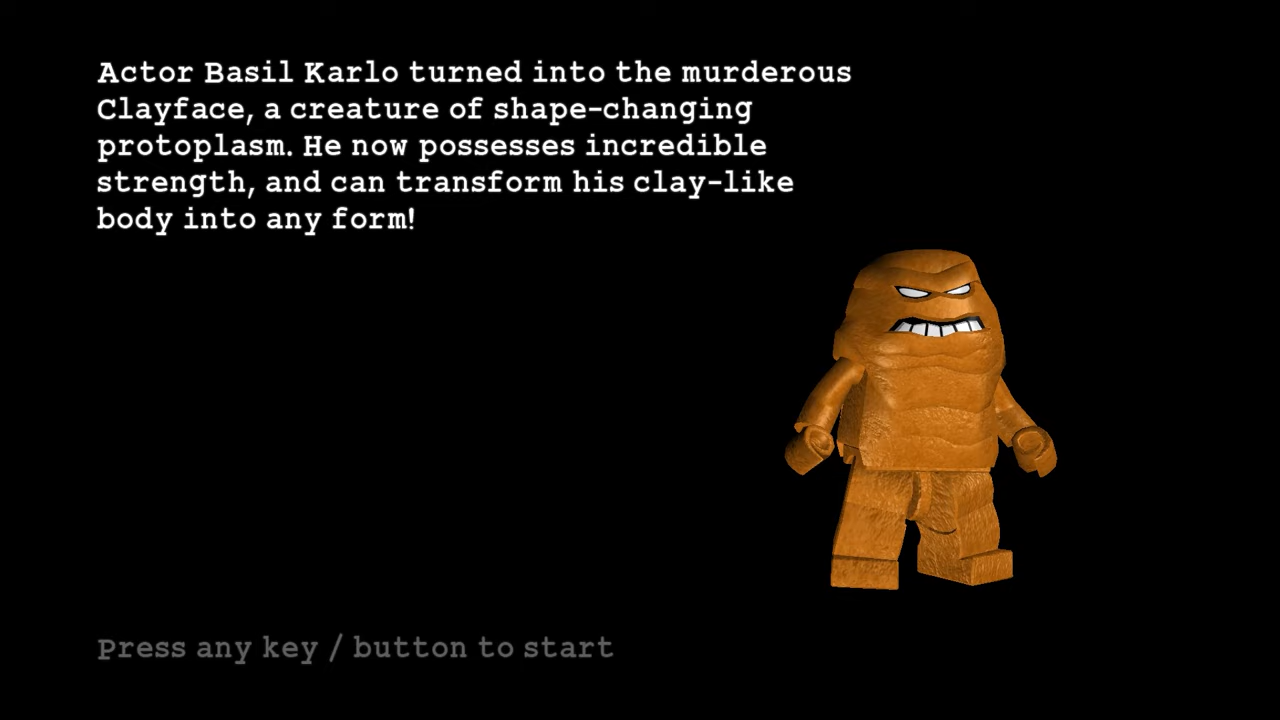 Actor Basil Karlo turned into the murderous
Clayface, a creature of shape-changing
protoplasm. He now possesses incredible
strength, and can transform his clay-like
body into any form!
Press any key / button to start